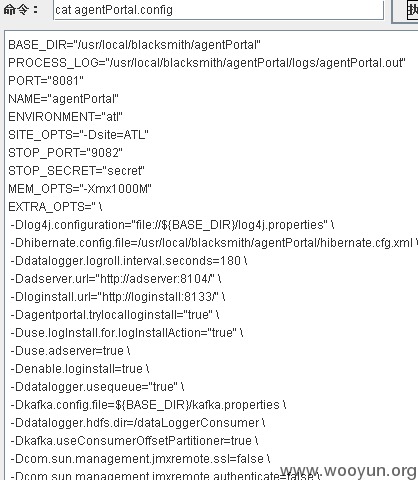 命令： cat agentPortal.config 执
BASE_DIR="/usr/local/blacksmith/agentPortal"
PROCESS_LOG="/usr/local/blacksmith/agentPortal/logs/agentPortal.out"
PORT="8081"
NAME="agentPortal"
ENVIRONMENT="atl"
SITE_OPTS="-Dsite=ATL"
STOP_PORT="9082"
STOP_SECRET="secret"
MEM_OPTS="-Xmx1000M"
EXTRA_OPTS=" \
-Dlog4j.configuration="file://${BASE_DIR}/log4j.properties" \
-Dhibernate.config.file=/usr/local/blacksmith/agentPortal/hibernate.cfg.xml \
-Ddatalogger.logroll.interval.seconds=180 \
-Dadserver.url="http://adserver:8104/" \
-Dloginstall.url="http://loginstall:8133/" \
-Dagentportal.trylocalloginstall="true" \
-Duse.logInstall.for.logInstallAction="true" \
-Duse.adserver=true \
-Denable.loginstall=true \
-Ddatalogger.usequeue="true" \
-Dkafka.config.file=${BASE_DIR}/kafka.properties \
-Ddatalogger.hdfs.dir=/dataLoggerConsumer \
-Dkafka.useConsumerOffsetPartitioner=true \
-Dcom.sun.management.jmxremote.ssl=false \
-Dcom.sun.management.jmxremote.authenticate=false \
www.wooyun.org